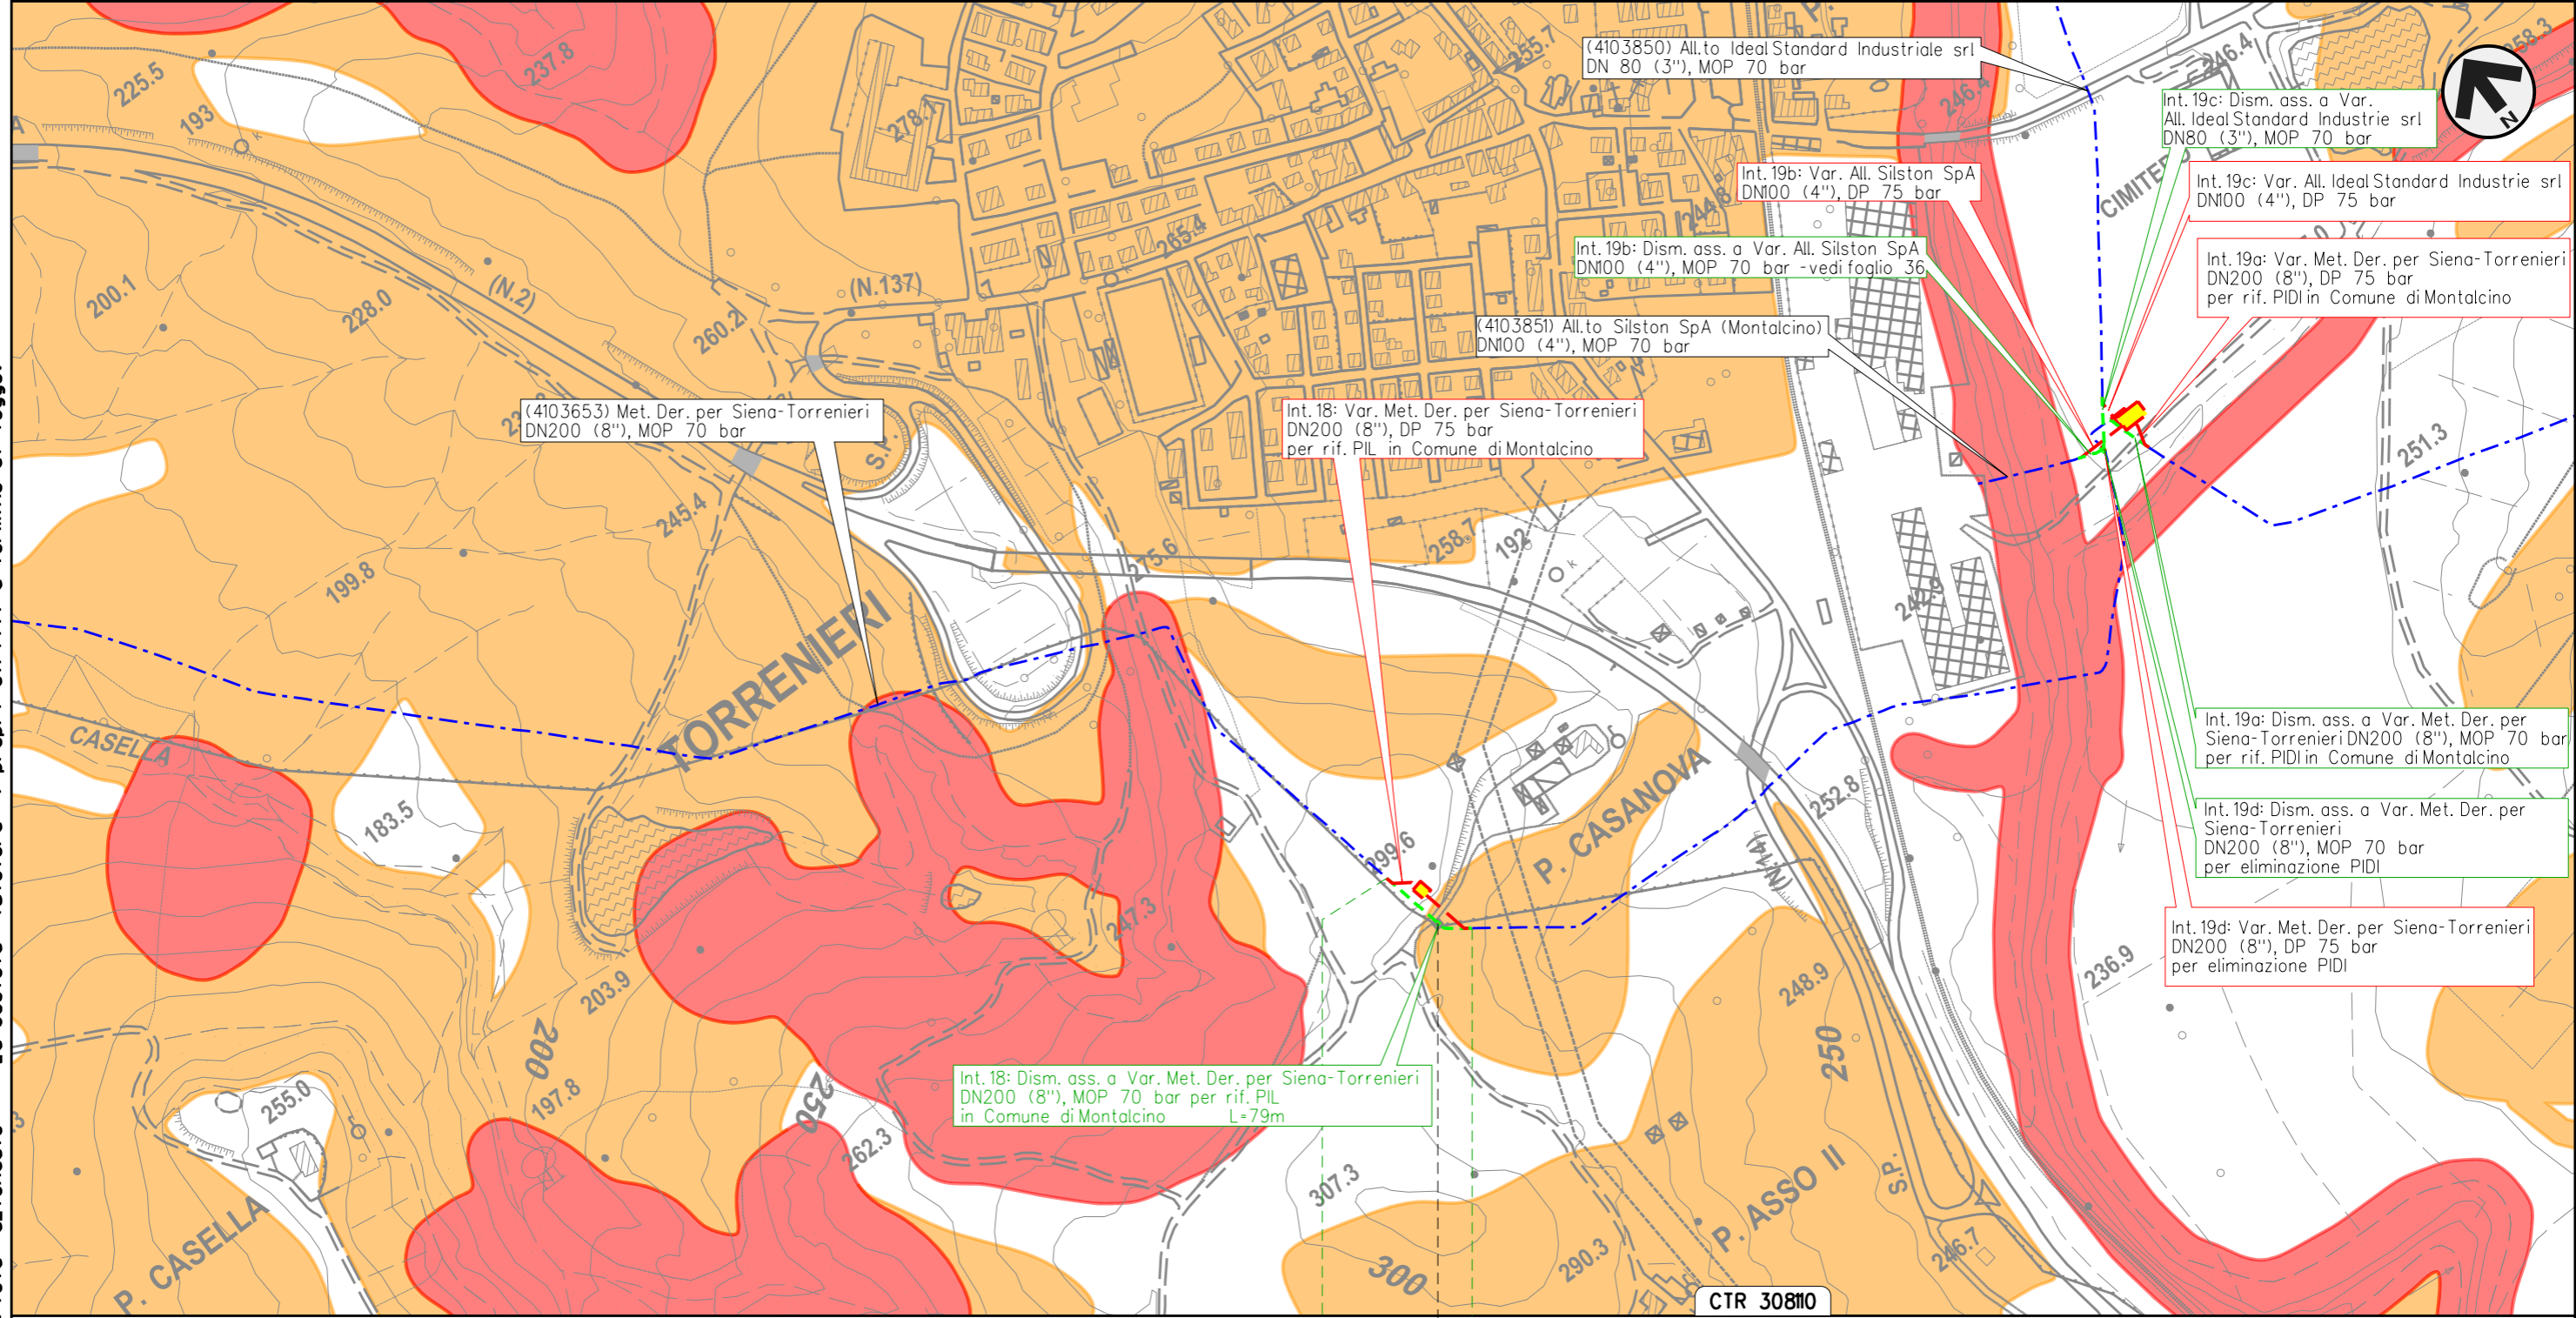 (4103850) All.to Ideal Standard Industriale srl
DN 80 (3"), MOP 70 bar
Int. 19c: Dism. ass. a Var.
All. Ideal Standard Industrie srl
DN80 (3"), MOP 70 bar
Int. 19b: Var. All. Silston SpA
DN100 (4"), DP 75 bar
Int. 19c: Var. All. Ideal Standard Industrie srl
DN100 (4"), DP 75 bar
Int. 19b: Dism. ass. a Var. All. Silston SpA
DN100 (4"), MOP 70 bar -vedi foglio 36
Int. 19a: Var. Met. Der. per Siena-Torrenieri
DN200 (8"), DP 75 bar
per rif. PIDI in Comune di Montalcino
(4103851) All.to Silston SpA (Montalcino)
DN100 (4"), MOP 70 bar
(4103653) Met. Der. per Siena-Torrenieri
DN200 (8"), MOP 70 bar
Int. 18: Var. Met. Der. per Siena-Torrenieri
DN200 (8"), DP 75 bar
per rif. PIL in Comune di Montalcino
Int. 19a: Dism. ass. a Var. Met. Der. per
Siena-Torrenieri DN200 (8"), MOP 70 bar
per rif. PIDI in Comune di Montalcino
Int. 19d: Dism. ass. a Var. Met. Der. per
Siena-Torrenieri
DN200 (8"), MOP 70 bar
per eliminazione PIDI
Int. 19d: Var. Met. Der. per Siena-Torrenieri
DN200 (8"), DP 75 bar
per eliminazione PIDI
Int. 18: Dism. ass. a Var. Met. Der. per Siena-Torrenieri
DN200 (8"), MOP 70 bar per rif. PIL
in Comune di Montalcino L=79m
CTR 308110
N
225.5
193
237.8
278.1
255.7
246.4
246.4
258.3
CIMITERO
244.8
265.4
(N.137)
(N.2)
200.1
228.0
260.2
245.4
S.P.
199.8
275.6
258.7
192
242.9
251.3
TORRENIERI
CASELLA
183.5
299.6
P. CASANOVA
252.8
(N.14)
247.3
203.9
248.9
236.9
2000
250
2500
197.8
255.0
262.3
307.3
P. ASSO II
S.P.
P. CASELLA
300
290.3
246.7